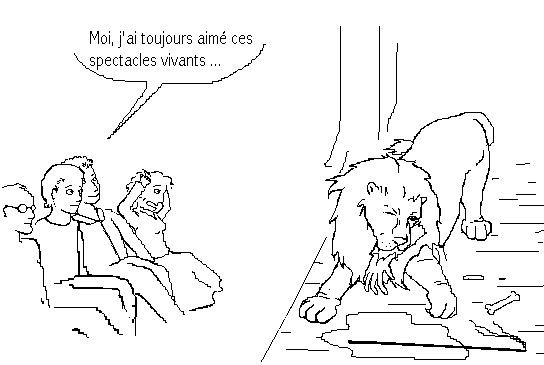 Moi, j'ai toujours aimé ces
spectacles vivants ...